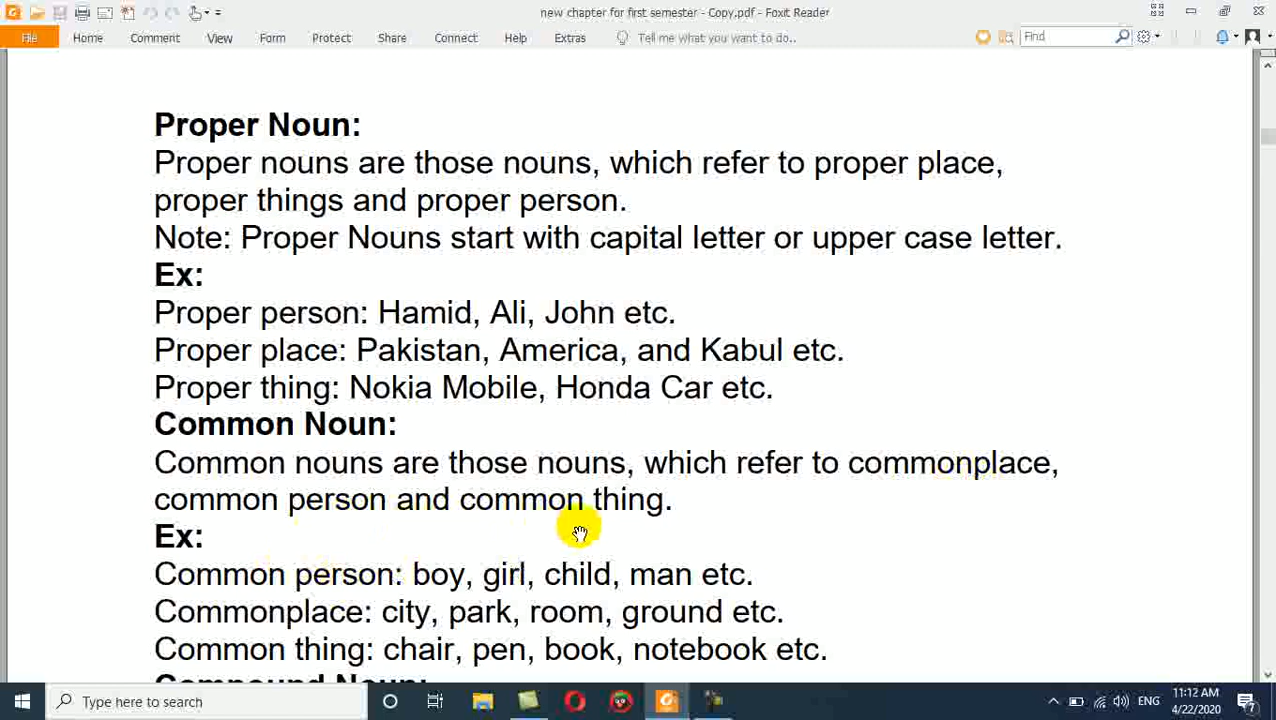 new chapter for first semester - Copy.pdf - Foxit Reader
File Home Comment View Form Protect Share Connect Help Extras Tell me what you want to do.. Find
Proper Noun:
Proper nouns are those nouns, which refer to proper place,
proper things and proper person.
Note: Proper Nouns start with capital letter or upper case letter.
Ex:
Proper person: Hamid, Ali, John etc.
Proper place: Pakistan, America, and Kabul etc.
Proper thing: Nokia Mobile, Honda Car etc.
Common Noun:
Common nouns are those nouns, which refer to commonplace,
common person and common thing.
Ex:
Common person: boy, girl, child, man etc.
Commonplace: city, park, room, ground etc.
Common thing: chair, pen, book, notebook etc.
Compound Noun:
Type here to search
ENG
11:12 AM
4/22/2020
7